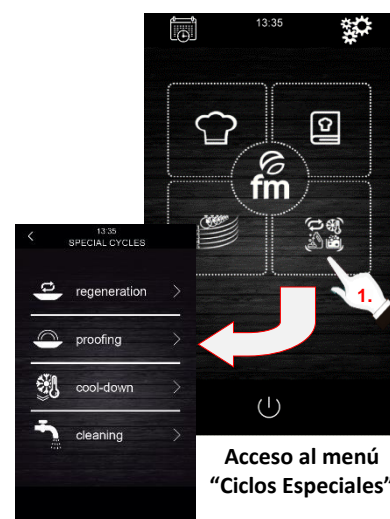 13:35
fm
1.
13:35
SPECIAL CYCLES
regeneration
proofing
cool-down
cleaning
Acceso al menú
“Ciclos Especiales”